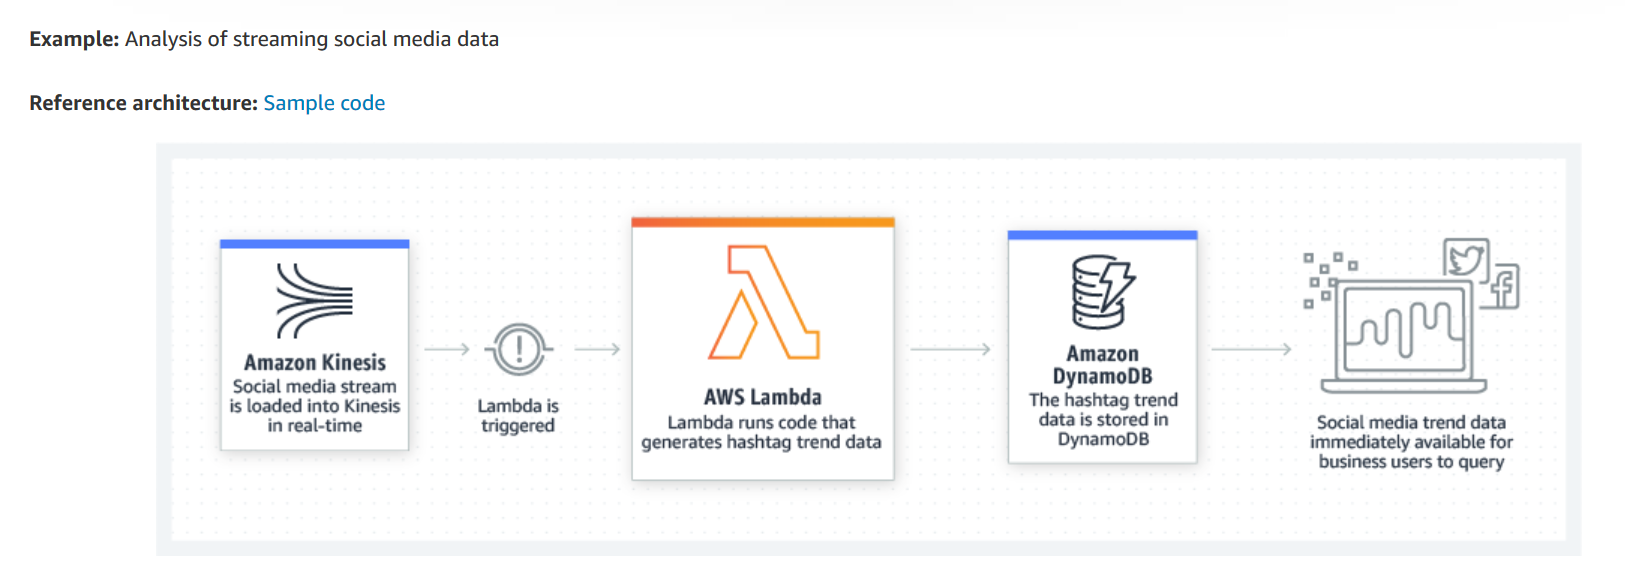 Example: Analysis of streaming social media data
Reference architecture: Sample code
Amazon Kinesis
Social media stream
is loaded into Kinesis
in real-time
Lambda is
triggered
AWS Lambda
Lambda runs code that
generates hashtag trend data
Amazon
DynamoDB
The hashtag trend
data is stored in
DynamoDB
Social media trend data
immediately available for
business users to query